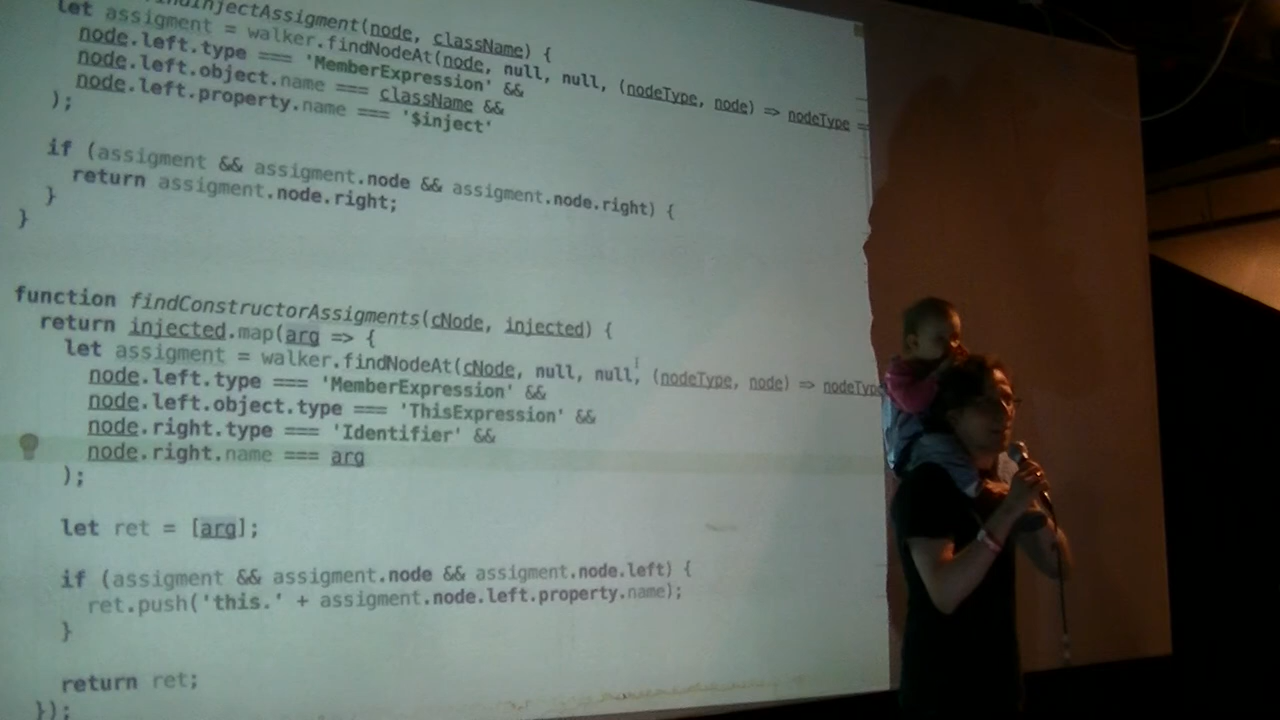 findInjectAssigment(node, className) {
let assigment = walker.findNodeAt(node, null, null, (nodeType, node) => nodeType =
node.left.type === 'MemberExpression' &&
node.left.object.name === className &&
node.left.property.name === '$inject'
);
if (assigment && assigment.node && assigment.node.right) {
return assigment.node.right;
}
}
function findConstructorAssigments(cNode, injected) {
return injected.map(arg => {
let assigment = walker.findNodeAt(cNode, null, null, (nodeType, node) => nodeType
node.left.type === 'MemberExpression' &&
node.left.object.type === 'ThisExpression' &&
node.right.type === 'Identifier' &&
node.right.name === arg
);
let ret = [arg];
if (assigment && assigment.node && assigment.node.left) {
ret.push('this.' + assigment.node.left.property.name);
}
return ret;
});